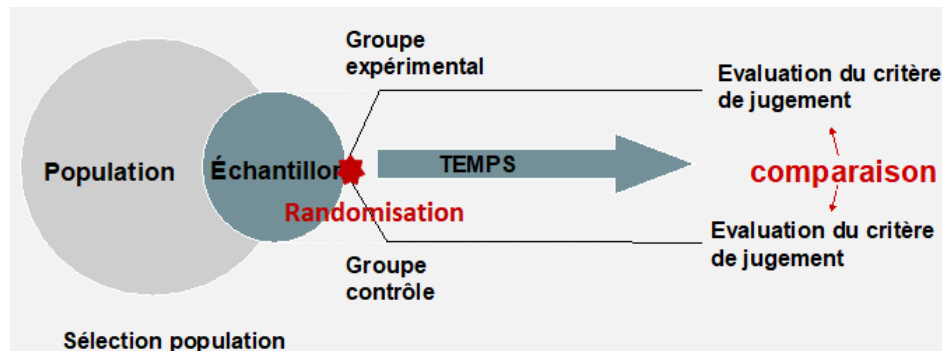 Groupe
expérimental
Evaluation du critère
de jugement
Population
Échantillon
TEMPS
comparaison
Randomisation
Evaluation du critère
de jugement
Groupe
contrôle
Sélection population